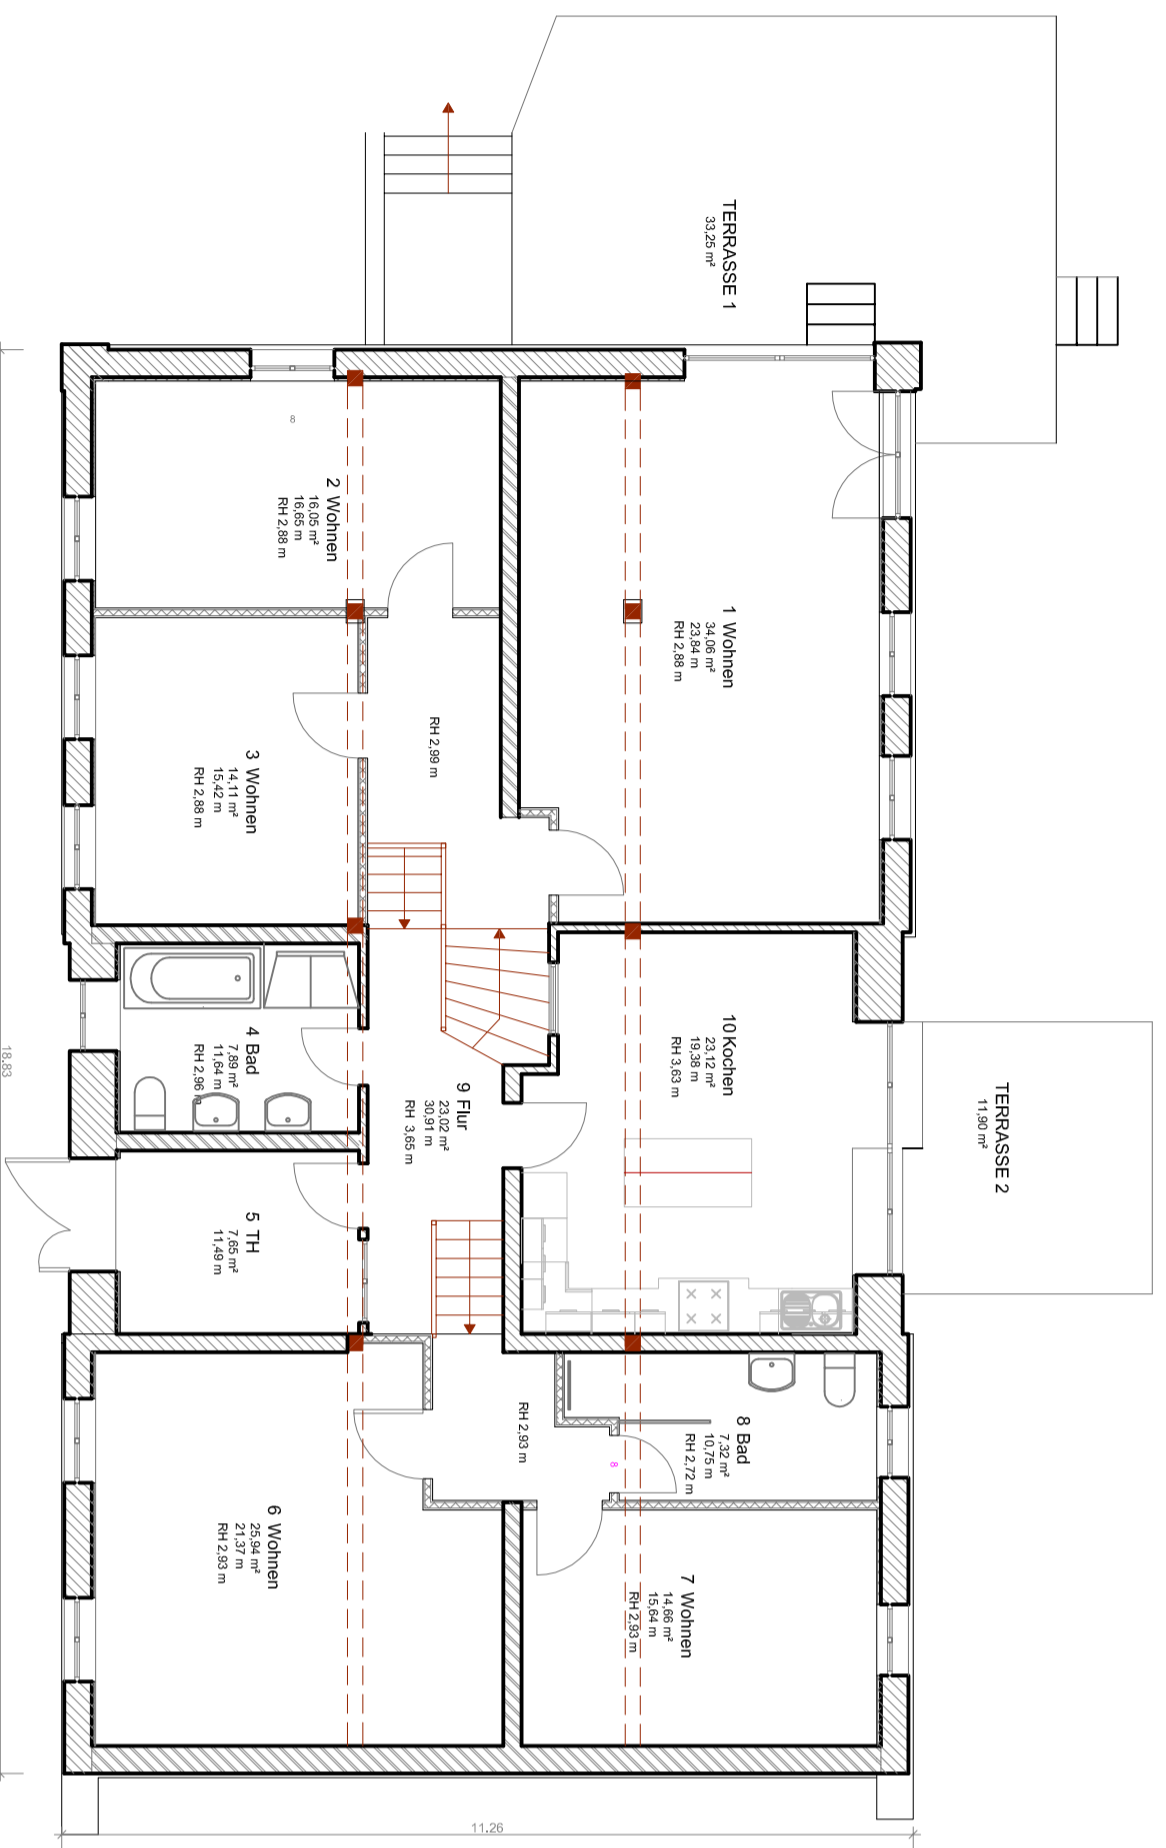 TERRASSE 1
33,25 m²
TERRASSE 2
11,90 m²
1 Wohnen
34,06 m²
23,84 m
RH 2,88 m
2 Wohnen
16,05 m²
16,65 m
RH 2,88 m
8
RH 2,99 m
3 Wohnen
14,11 m²
15,42 m
RH 2,88 m
10 Kochen
23,12 m²
19,38 m
RH 3,63 m
9 Flur
23,02 m²
30,91 m
RH 3,65 m
4 Bad
7,89 m²
11,64 m
RH 2,96 m
5 TH
7,65 m²
11,49 m
8 Bad
7,32 m²
10,75 m
RH 2,72 m
RH 2,93 m
8
6 Wohnen
25,94 m²
21,37 m
RH 2,93 m
7 Wohnen
14,66 m²
15,64 m
RH 2,93 m
18.83
11.26